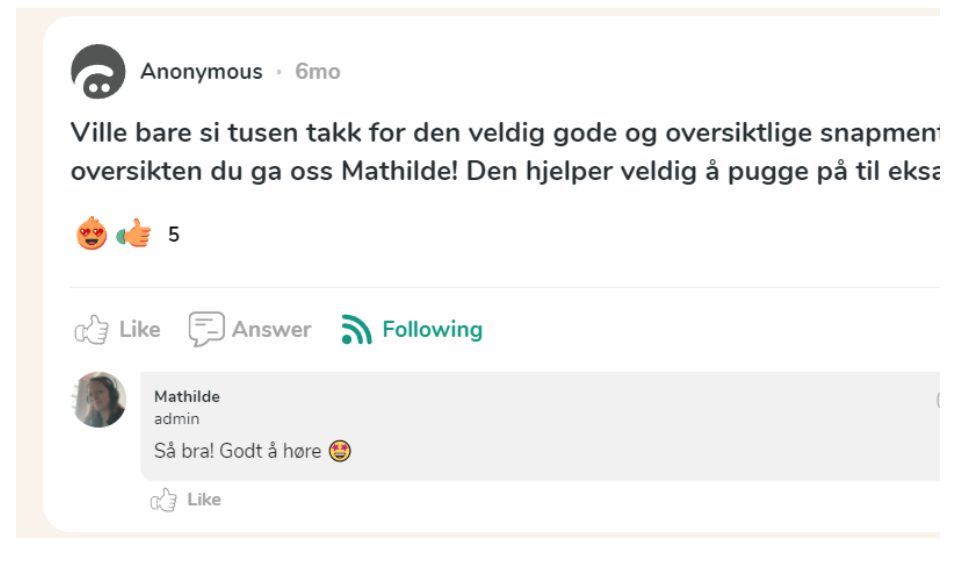 Anonymous · 6mo
Ville bare si tusen takk for den veldig gode og oversiktlige
oversikten du ga oss Mathilde! Den hjelper veldig å pugge på til
5
Like Answer Following
Mathilde
admin
Så bra! Godt å høre 🤩
Like